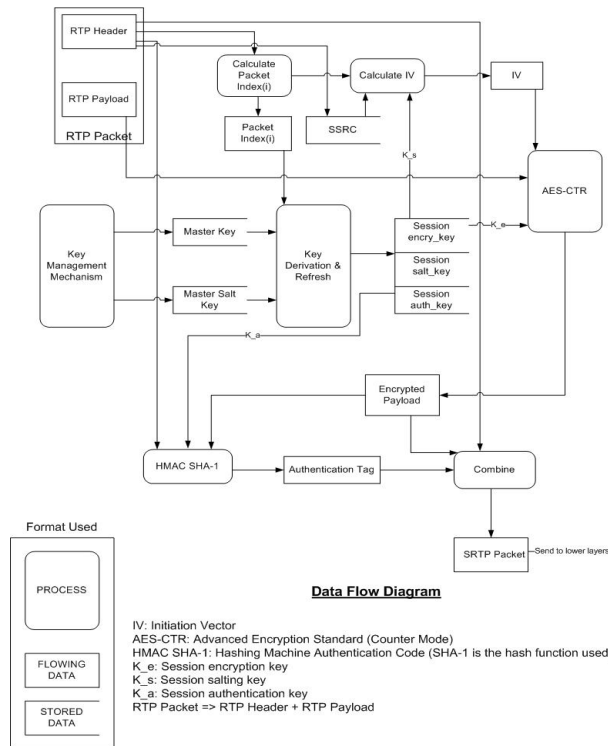 RTP Header
RTP Payload
RTP Packet
Calculate
Packet
Index(i)
Calculate IV
IV
Packet
Index(i)
SSRC
K_s
AES-CTR
Key
Management
Mechanism
Master Key
Master Salt
Key
Key
Derivation &
Refresh
Session
encry_key
K_e
Session
salt_key
Session
auth_key
K_a
Encrypted
Payload
HMAC SHA-1
Authentication Tag
Combine
SRTP Packet
Send to lower layers
Format Used
PROCESS
FLOWING
DATA
STORED
DATA
Data Flow Diagram
IV: Initiation Vector
AES-CTR: Advanced Encryption Standard (Counter Mode)
HMAC SHA-1: Hashing Machine Authentication Code (SHA-1 is the hash function used
K_e: Session encryption key
K_s: Session salting key
K_a: Session authentication key
RTP Packet => RTP Header + RTP Payload